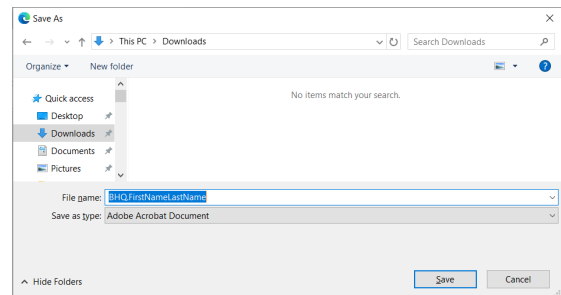 Save As
This PC > Downloads
Search Downloads
Organize
New folder
?
Quick access
Desktop
Downloads
Documents
Pictures
No items match your search.
File name: BHQ.FirstNameLastName
Save as type: Adobe Acrobat Document
Hide Folders
Save
Cancel